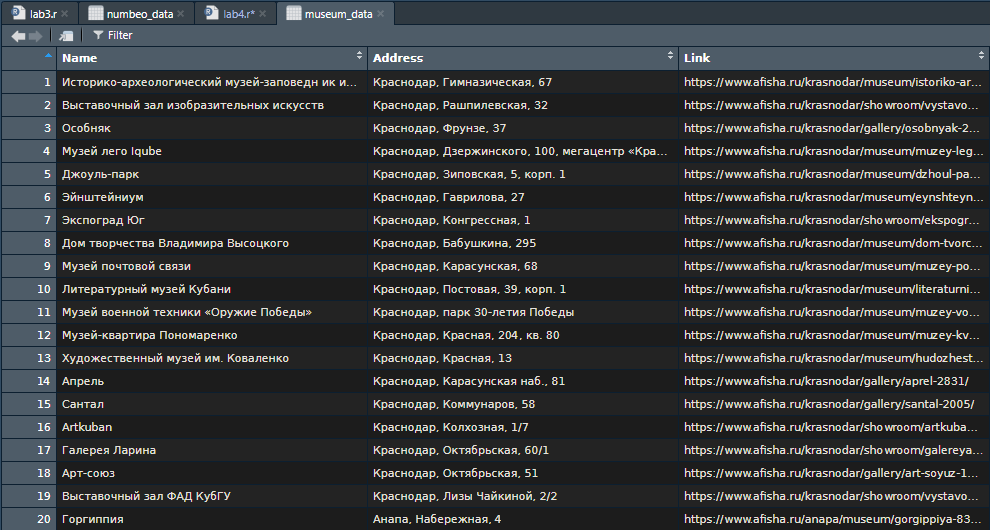 lab3.r numbeo_data lab4.r* museum_data
Filter
Name Address Link
1 Историко-археологический музей-заповедн ик и... Краснодар, Гимназическая, 67 https://www.afisha.ru/krasnodar/museum/istoriko-ar...
2 Выставочный зал изобразительных искусств Краснодар, Рашпилевская, 32 https://www.afisha.ru/krasnodar/showroom/vystavo...
3 Особняк Краснодар, Фрунзе, 37 https://www.afisha.ru/krasnodar/gallery/osobnyak-2...
4 Музей лего Iqube Краснодар, Дзержинского, 100, мегацентр «Кра... https://www.afisha.ru/krasnodar/museum/muzey-leg...
5 Джоуль-парк Краснодар, Зиповская, 5, корп. 1 https://www.afisha.ru/krasnodar/museum/dzhoul-pa...
6 Эйнштейниум Краснодар, Гаврилова, 27 https://www.afisha.ru/krasnodar/museum/eynshteyn...
7 Экспоград Юг Краснодар, Конгрессная, 1 https://www.afisha.ru/krasnodar/showroom/ekspogr...
8 Дом творчества Владимира Высоцкого Краснодар, Бабушкина, 295 https://www.afisha.ru/krasnodar/museum/dom-tvorc...
9 Музей почтовой связи Краснодар, Карасунская, 68 https://www.afisha.ru/krasnodar/museum/muzey-po...
10 Литературный музей Кубани Краснодар, Постовая, 39, корп. 1 https://www.afisha.ru/krasnodar/museum/literaturni...
11 Музей военной техники «Оружие Победы» Краснодар, парк 30-летия Победы https://www.afisha.ru/krasnodar/museum/muzey-vo...
12 Музей-квартира Пономаренко Краснодар, Красная, 204, кв. 80 https://www.afisha.ru/krasnodar/museum/muzey-kv...
13 Художественный музей им. Коваленко Краснодар, Красная, 13 https://www.afisha.ru/krasnodar/museum/hudozhest...
14 Апрель Краснодар, Карасунская наб., 81 https://www.afisha.ru/krasnodar/gallery/aprel-2831/
15 Сантал Краснодар, Коммунаров, 58 https://www.afisha.ru/krasnodar/gallery/santal-2005/
16 Artkuban Краснодар, Колхозная, 1/7 https://www.afisha.ru/krasnodar/showroom/artkuba...
17 Галерея Ларина Краснодар, Октябрьская, 60/1 https://www.afisha.ru/krasnodar/showroom/galereya...
18 Арт-союз Краснодар, Октябрьская, 51 https://www.afisha.ru/krasnodar/gallery/art-soyuz-1...
19 Выставочный зал ФАД КубГУ Краснодар, Лизы Чайкиной, 2/2 https://www.afisha.ru/krasnodar/showroom/vystavo...
20 Горгиппия Анапа, Набережная, 4 https://www.afisha.ru/anapa/museum/gorgippiya-83...